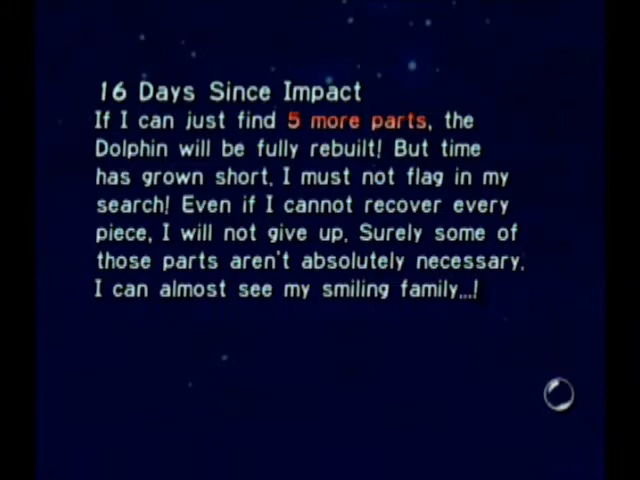 16 Days Since Impact
If I can just find 5 more parts, the
Dolphin will be fully rebuilt! But time
has grown short. I must not flag in my
search! Even if I cannot recover every
piece, I will not give up. Surely some of
those parts aren't absolutely necessary.
I can almost see my smiling family...!